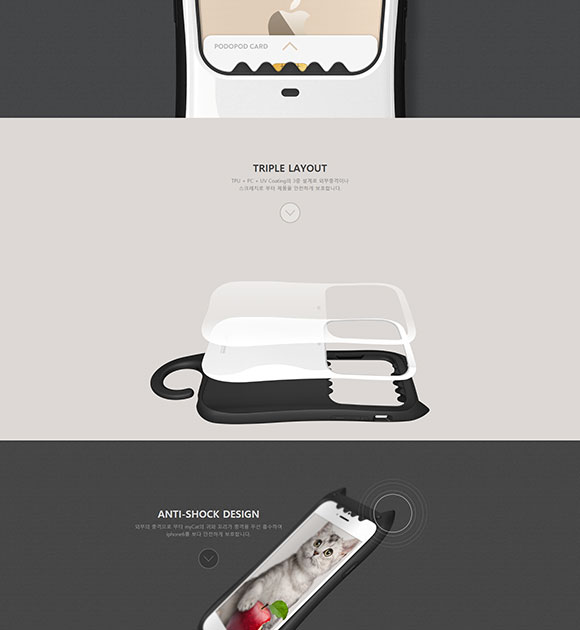 PODOPOD CARD
TRIPLE LAYOUT
TPU + PC + UV Coating의 3중 설계로 외부충격이나
스크래치로 부터 제품을 안전하게 보호합니다.
ANTI-SHOCK DESIGN
외부의 충격으로 부터 myCat의 귀와 꼬리가 충격을 우선 흡수하여
iphone6를 보다 안전하게 보호합니다.